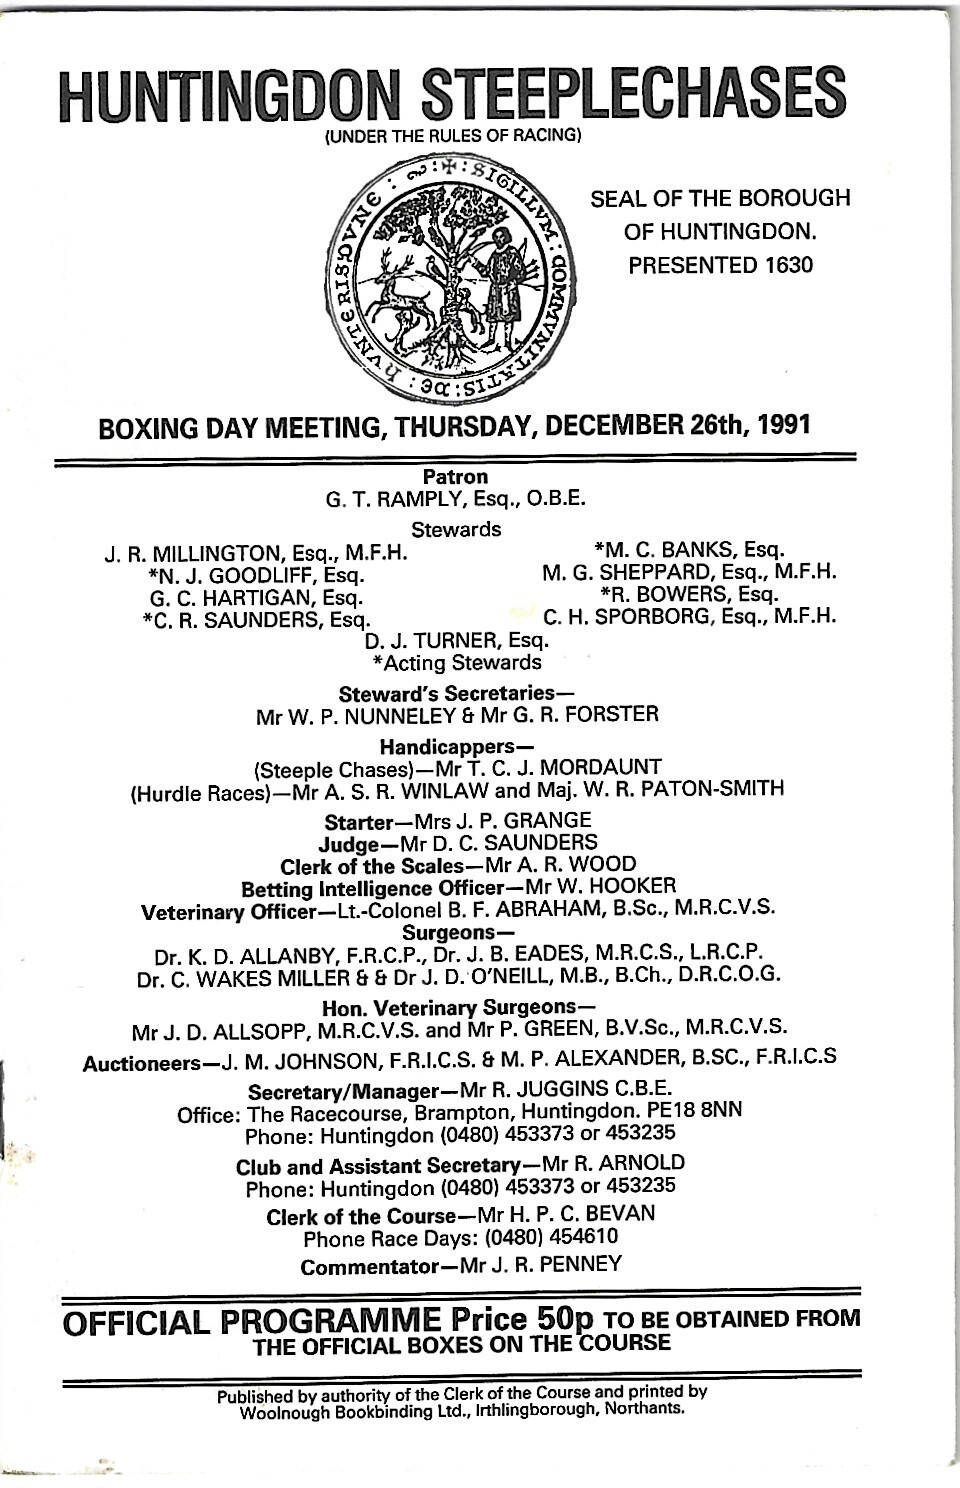 HUNTINGDON STEEPLECHASES
(UNDER THE RULES OF RACING)
SIGILLVM: COMMVNITATIS: DE: HVNTERISDVNE:
SEAL OF THE BOROUGH
OF HUNTINGDON.
PRESENTED 1630
BOXING DAY MEETING, THURSDAY, DECEMBER 26th, 1991
Patron
G. T. RAMPLY, Esq., O.B.E.
Stewards
J. R. MILLINGTON, Esq., M.F.H.
*N. J. GOODLIFF, Esq.
G. C. HARTIGAN, Esq.
*C. R. SAUNDERS, Esq.
*M. C. BANKS, Esq.
M. G. SHEPPARD, Esq., M.F.H.
*R. BOWERS, Esq.
C. H. SPORBORG, Esq., M.F.H.
D. J. TURNER, Esq.
*Acting Stewards
Steward's Secretaries—
Mr W. P. NUNNELEY & Mr G. R. FORSTER
Handicappers—
(Steeple Chases)—Mr T. C. J. MORDAUNT
(Hurdle Races)—Mr A. S. R. WINLAW and Maj. W. R. PATON-SMITH
Starter—Mrs J. P. GRANGE
Judge—Mr D. C. SAUNDERS
Clerk of the Scales—Mr A. R. WOOD
Betting Intelligence Officer—Mr W. HOOKER
Veterinary Officer—Lt.-Colonel B. F. ABRAHAM, B.Sc., M.R.C.V.S.
Surgeons—
Dr. K. D. ALLANBY, F.R.C.P., Dr. J. B. EADES, M.R.C.S., L.R.C.P.
Dr. C. WAKES MILLER & & Dr J. D. O'NEILL, M.B., B.Ch., D.R.C.O.G.
Hon. Veterinary Surgeons—
Mr J. D. ALLSOPP, M.R.C.V.S. and Mr P. GREEN, B.V.Sc., M.R.C.V.S.
Auctioneers—J. M. JOHNSON, F.R.I.C.S. & M. P. ALEXANDER, B.SC., F.R.I.C.S
Secretary/Manager—Mr R. JUGGINS C.B.E.
Office: The Racecourse, Brampton, Huntingdon. PE18 8NN
Phone: Huntingdon (0480) 453373 or 453235
Club and Assistant Secretary—Mr R. ARNOLD
Phone: Huntingdon (0480) 453373 or 453235
Clerk of the Course—Mr H. P. C. BEVAN
Phone Race Days: (0480) 454610
Commentator—Mr J. R. PENNEY
OFFICIAL PROGRAMME Price 50p TO BE OBTAINED FROM
THE OFFICIAL BOXES ON THE COURSE
Published by authority of the Clerk of the Course and printed by
Woolnough Bookbinding Ltd., Irthlingborough, Northants.